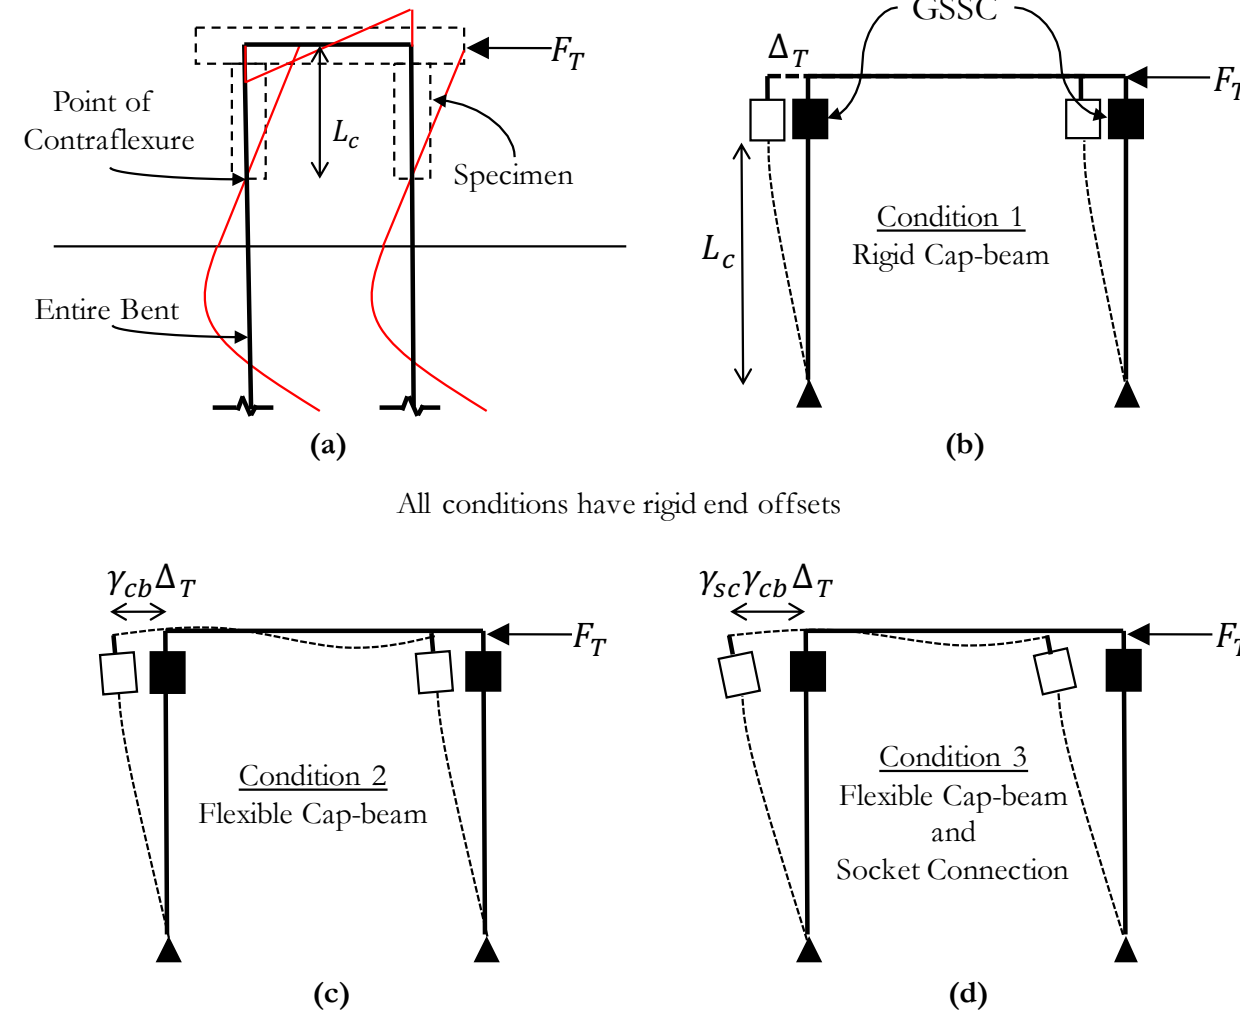 GSSC
F_T
Δ_T
F_T
Point of
Contraflexure
L_c
Specimen
Condition 1
Rigid Cap-beam
L_c
Entire Bent
(a)
(b)
All conditions have rigid end offsets
γ_cbΔ_T
γ_scγ_cbΔ_T
F_T
F_T
Condition 2
Flexible Cap-beam
Condition 3
Flexible Cap-beam
and
Socket Connection
(c)
(d)